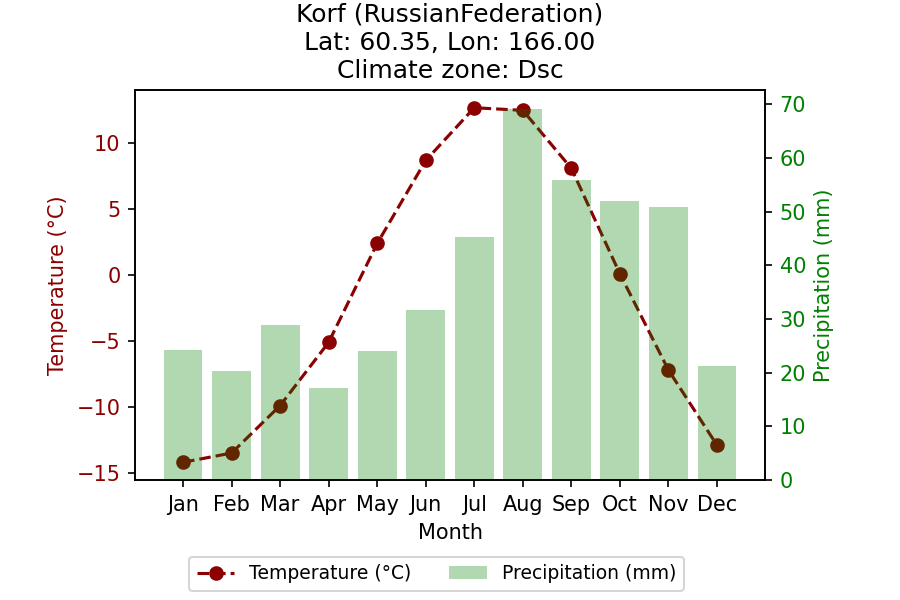 Korf (RussianFederation)
Lat: 60.35, Lon: 166.00
Climate zone: Dsc
Temperature (°C)
10
5
0
−5
−10
−15
Precipitation (mm)
70
60
50
40
30
20
10
0
Jan Feb Mar Apr May Jun Jul Aug Sep Oct Nov Dec
Month
Temperature (°C) Precipitation (mm)